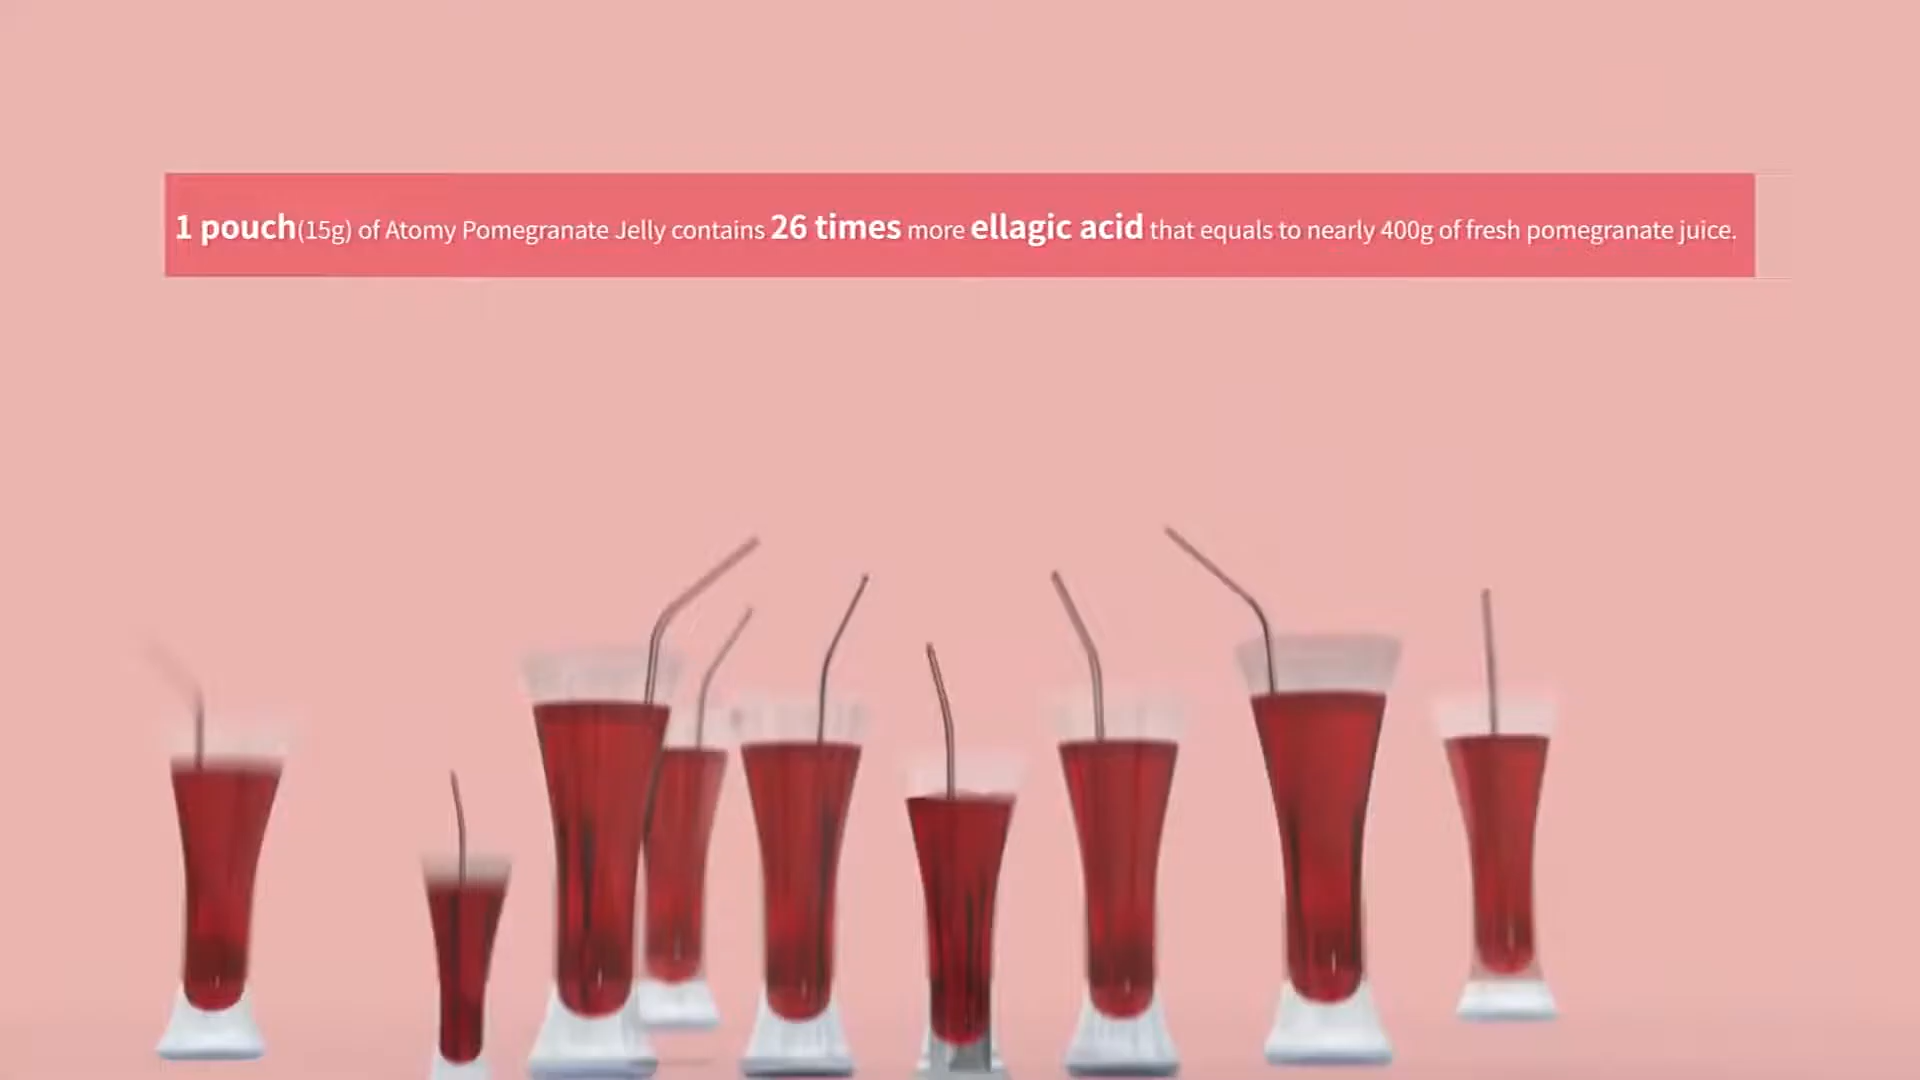 1 pouch(15g) of Atomy Pomegranate Jelly contains 26 times more ellagic acid that equals to nearly 400g of fresh pomegranate juice.